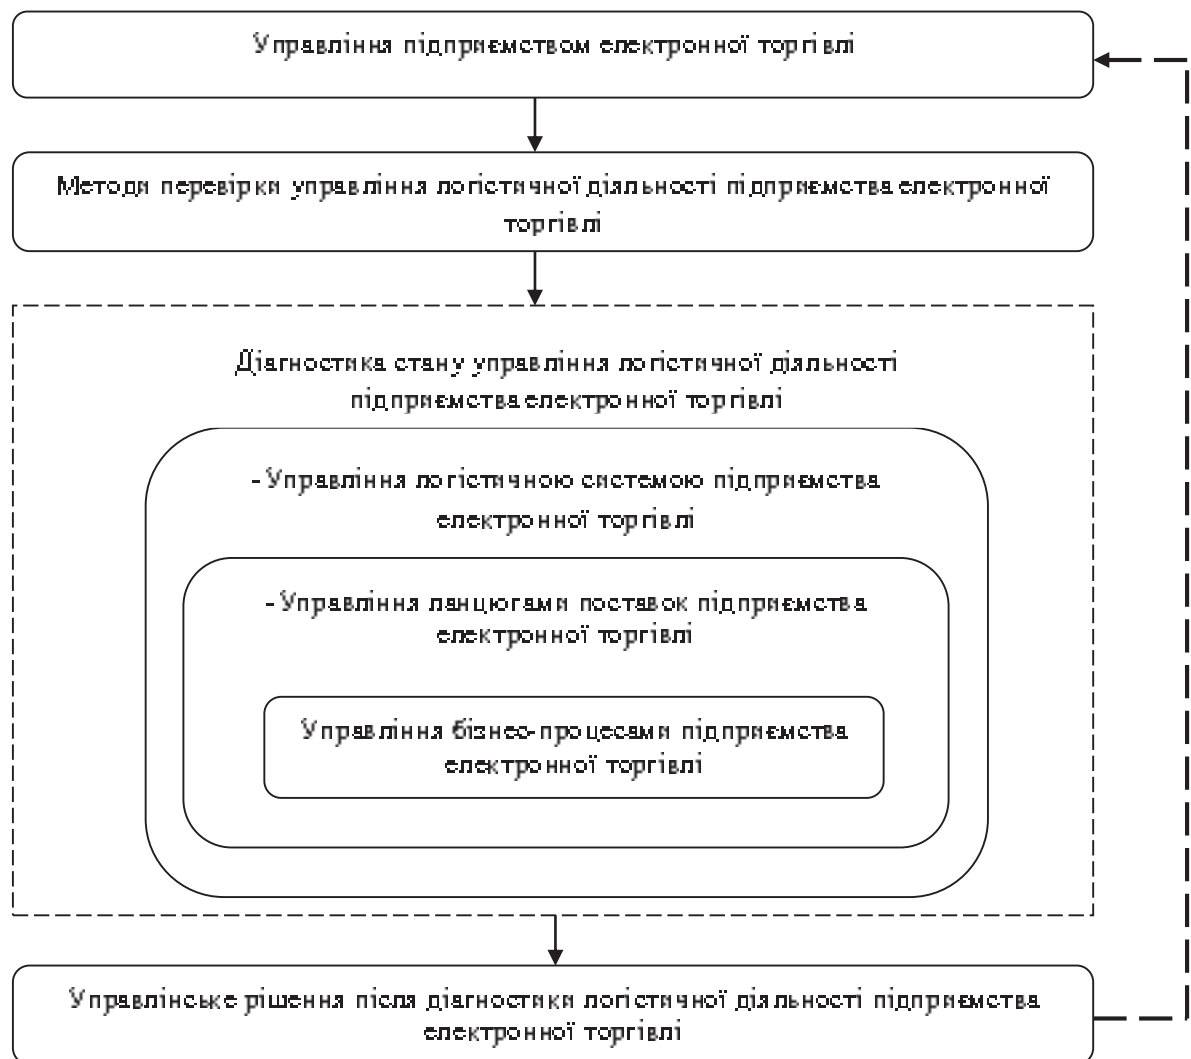 Управління підприємством електронної торгівлі
Методи перевірки управління логістичної діяльності підприємства електронної
торгівлі
Діагностика стану управління логістичної діяльності
підприємства електронної торгівлі
- Управління логістичною системою підприємства
електронної торгівлі
- Управління ланцюгами поставок підприємства
електронної торгівлі
Управління бізнес-процесами підприємства
електронної торгівлі
Управлінське рішення після діагностики логістичної діяльності підприємства
електронної торгівлі